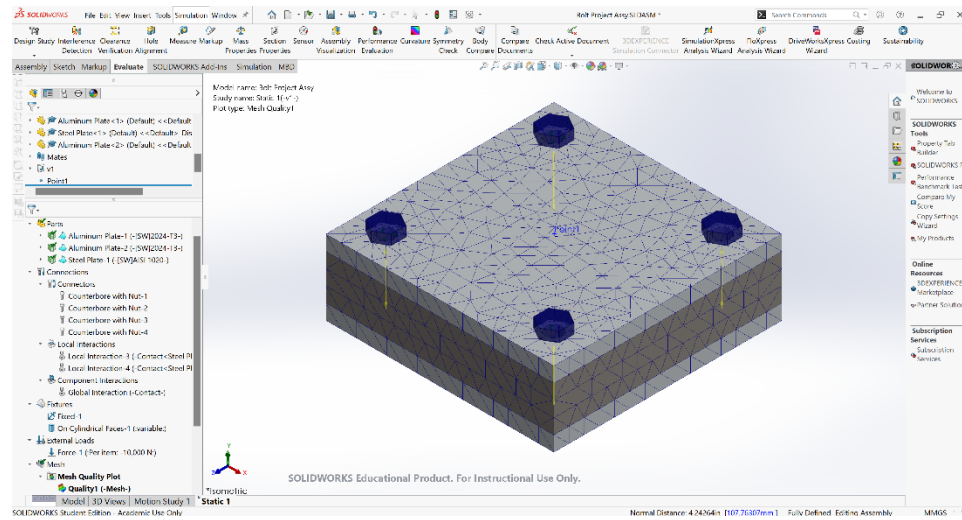 SOLIDWORKS File Edit View Insert Tools Simulation Window
Bolt Project Assy.SLDASM *
Search Commands
Design Study Interference Detection Clearance Verification Hole Alignment Measure Markup Mass Properties Section Properties Sensor Assembly Visualization Performance Evaluation Curvature Symmetry Check Body Compare Compare Documents Check Active Document 3DEXPERIENCE Simulation Connector SimulationXpress Analysis Wizard FloXpress Analysis Wizard DriveWorksXpress Wizard Costing Sustainability
Assembly Sketch Markup Evaluate SOLIDWORKS Add-Ins Simulation MBD
Aluminum Plate<1> (Default) <<Default
Steel Plate<1> (Default) <<Default> Dis
Aluminum Plate<2> (Default) <<Default
Mates
v1
Point1
Parts
Aluminum Plate-1 (-[SW]2024-T3-)
Aluminum Plate-2 (-[SW]2024-T3-)
Steel Plate-1 (-[SW]AISI 1020-)
Connections
Connectors
Counterbore with Nut-1
Counterbore with Nut-2
Counterbore with Nut-3
Counterbore with Nut-4
Local Interactions
Local Interaction-3 (-Contact<Steel Pl
Local Interaction-4 (-Contact<Steel Pl
Component Interactions
Global Interaction (-Contact-)
Fixtures
Fixed-1
On Cylindrical Faces-1 (:variable:)
External Loads
Force-1 (:Per item: -10,000 N:)
Mesh
Mesh Quality Plot
Quality1 (-Mesh-)
Model 3D Views Motion Study 1 Static 1
SOLIDWORKS Student Edition - Academic Use Only
Model name: Bolt Project Assy
Study name: Static 1(-v1-)
Plot type: Mesh Quality1
Point1
Y
X
*Isometric
SOLIDWORKS Educational Product. For Instructional Use Only.
Normal Distance: 4.24264in [107.76307mm] Fully Defined Editing Assembly MMGS
SOLIDWOR
Welcome to
SOLIDWORKS
SOLIDWORKS
Tools
Property Tab
Builder
SOLIDWORKS
Performance
Benchmark Test
Compare My
Score
Copy Settings
Wizard
My Products
Online
Resources
3DEXPERIENCE
Marketplace
Partner Solution
Subscription
Services
Subscription
Services